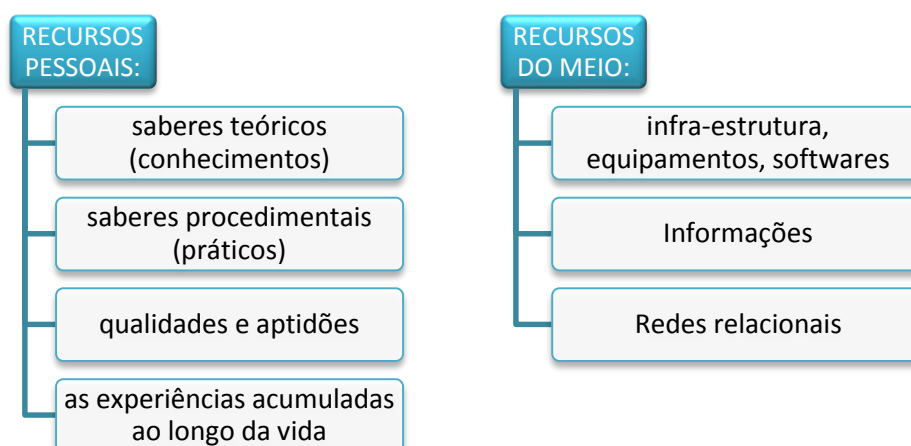 RECURSOS
PESSOAIS:
saberes teóricos
(conhecimentos)
saberes procedimentais
(práticos)
qualidades e aptidões
as experiências acumuladas
ao longo da vida
RECURSOS
DO MEIO:
infra-estrutura,
equipamentos, softwares
Informações
Redes relacionais